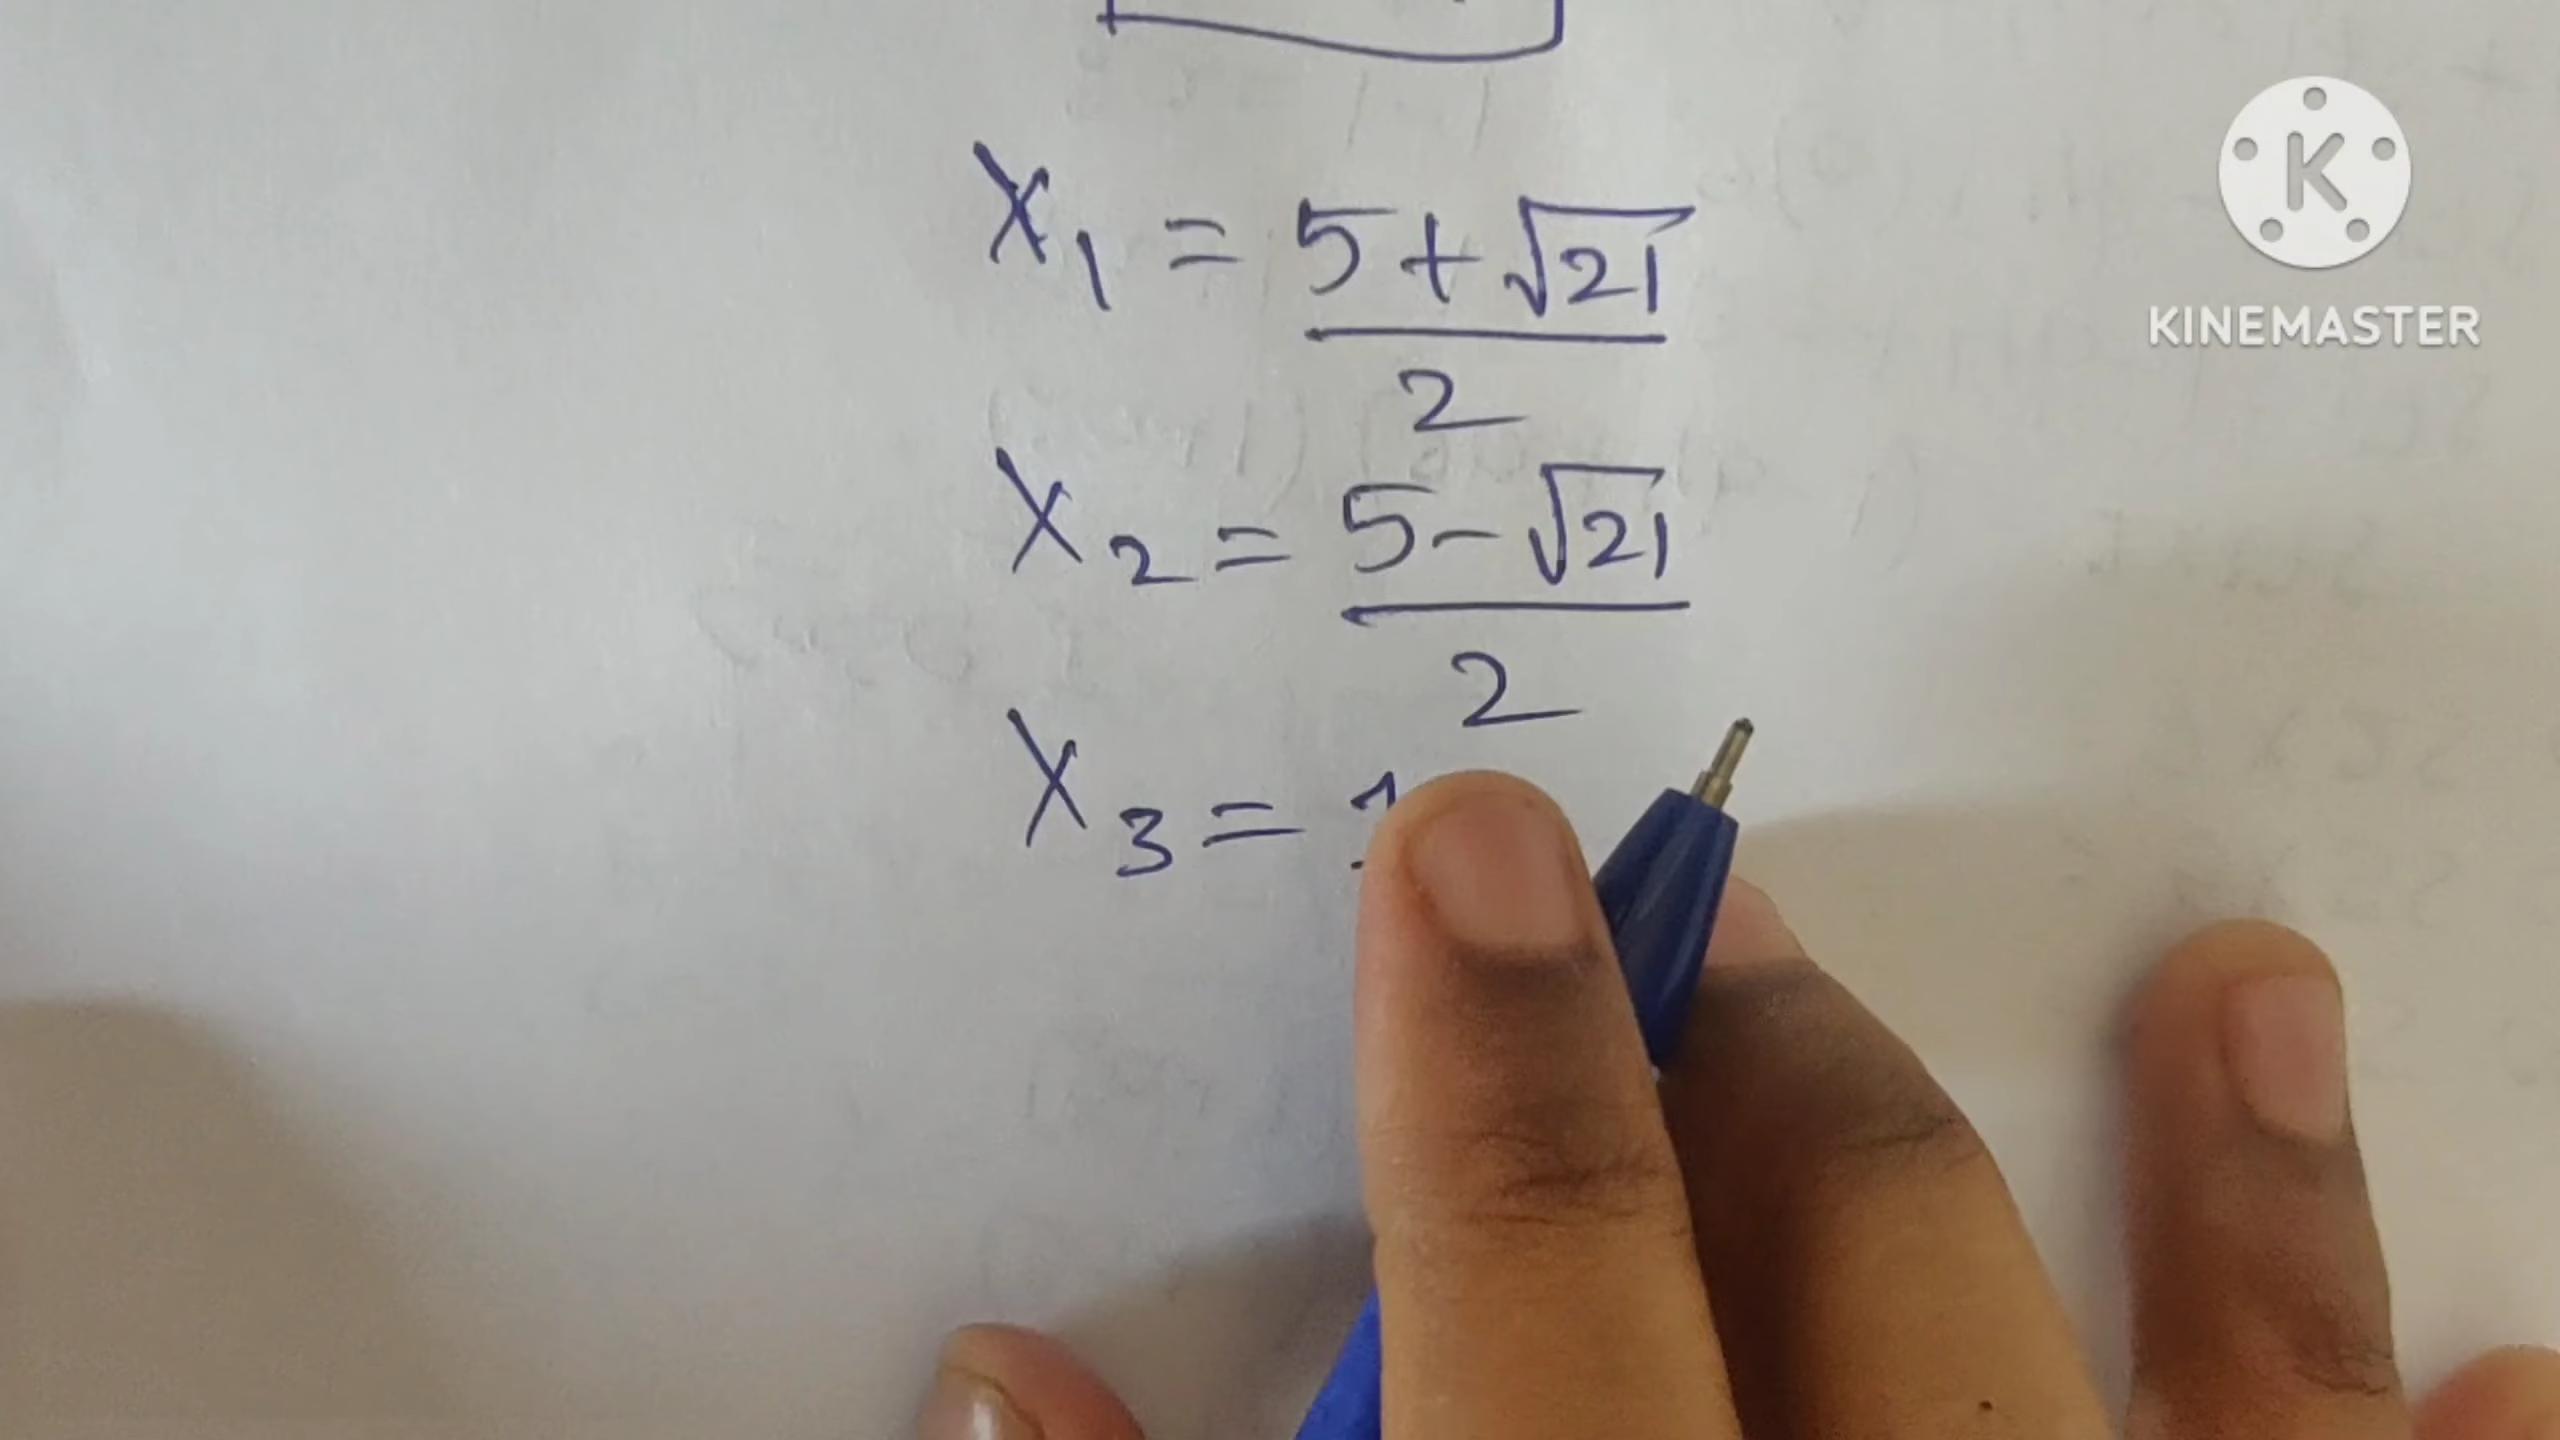 X₁ = 5+√21
2
X₂ = 5-√21
2
X₃ =
K
KINEMASTER